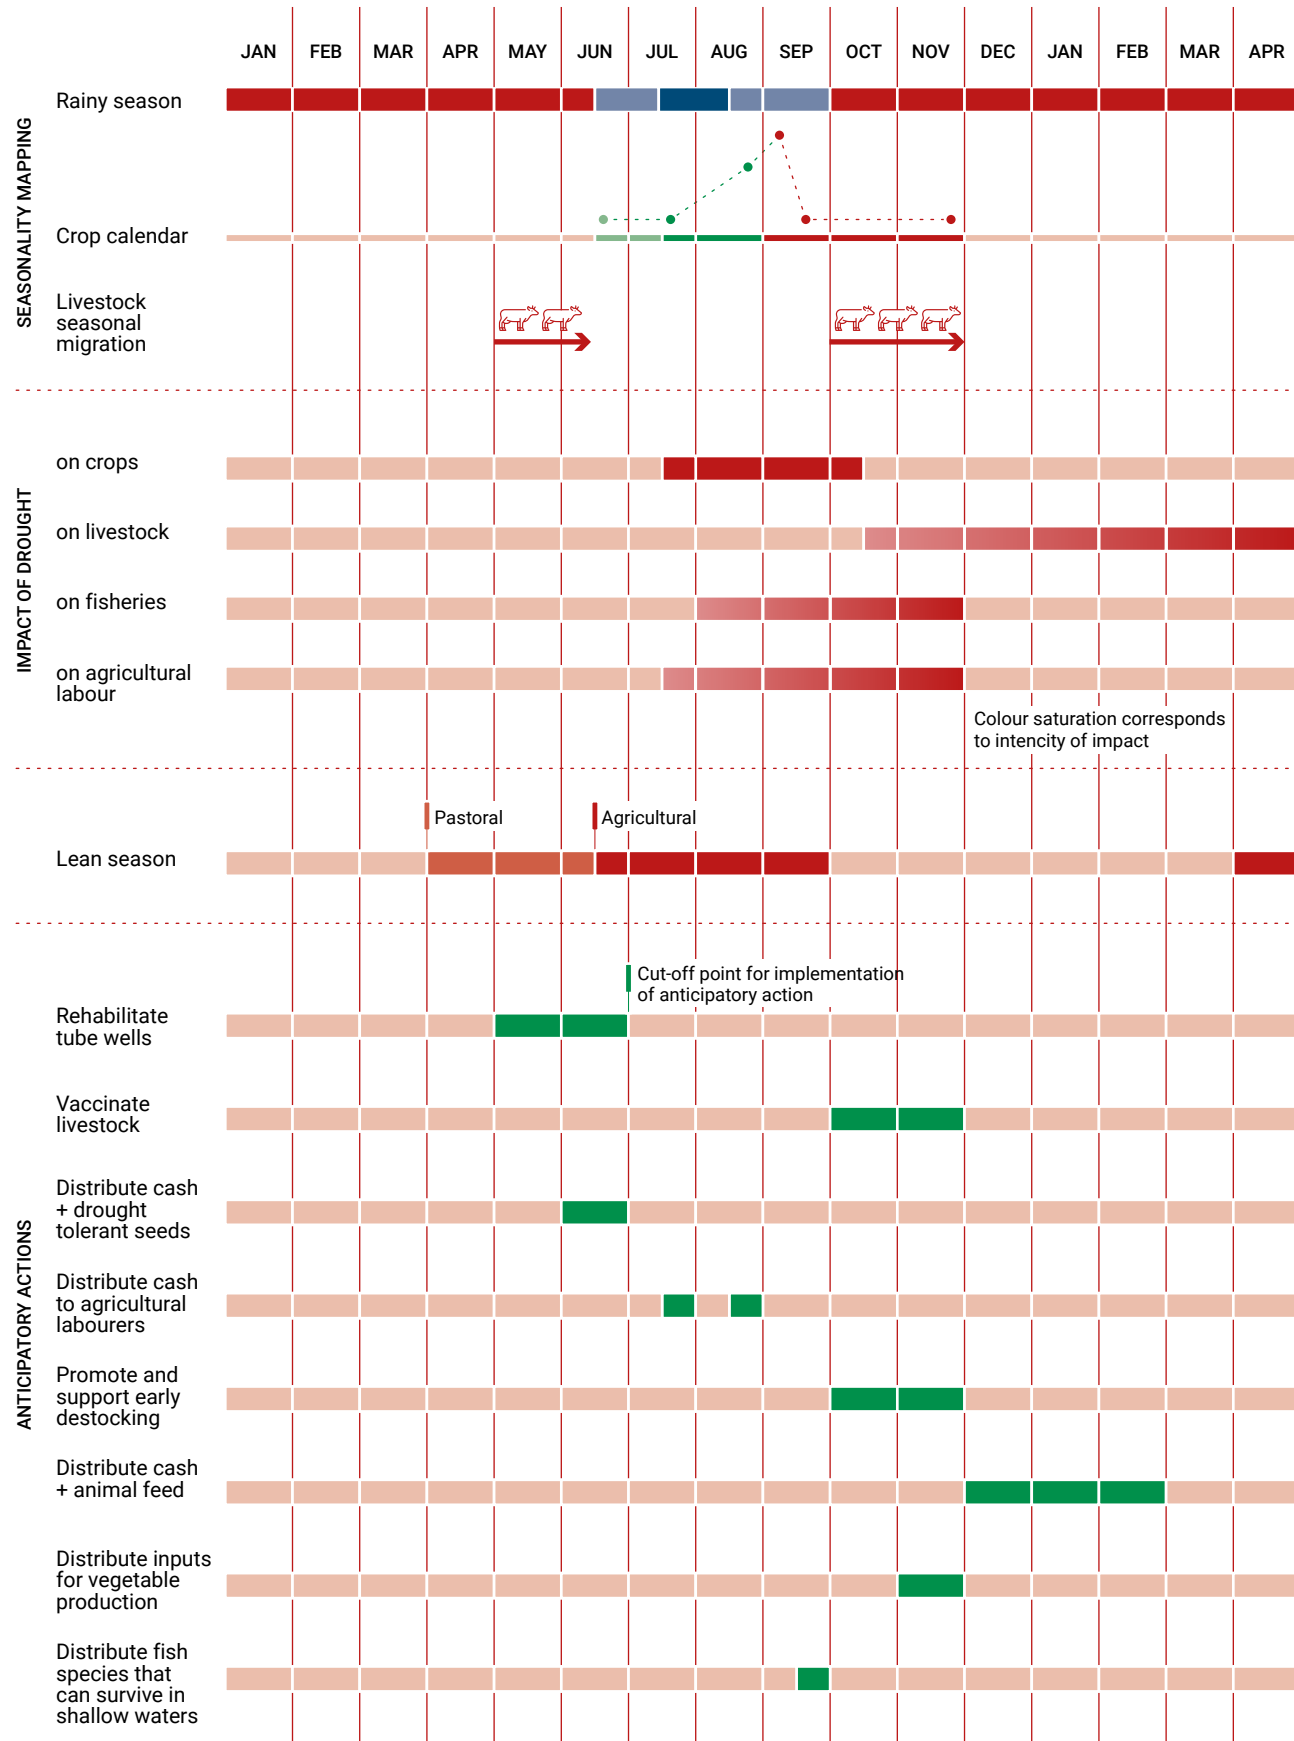 JAN FEB MAR APR MAY JUN JUL AUG SEP OCT NOV DEC JAN FEB MAR APR
SEASONALITY MAPPING
Rainy season
Crop calendar
Livestock
seasonal
migration
IMPACT OF DROUGHT
on crops
on livestock
on fisheries
on agricultural
labour
Colour saturation corresponds
to intencity of impact
Pastoral
Agricultural
Lean season
ANTICIPATORY ACTIONS
Cut-off point for implementation
of anticipatory action
Rehabilitate
tube wells
Vaccinate
livestock
Distribute cash
+ drought
tolerant seeds
Distribute cash
to agricultural
labourers
Promote and
support early
destocking
Distribute cash
+ animal feed
Distribute inputs
for vegetable
production
Distribute fish
species that
can survive in
shallow waters